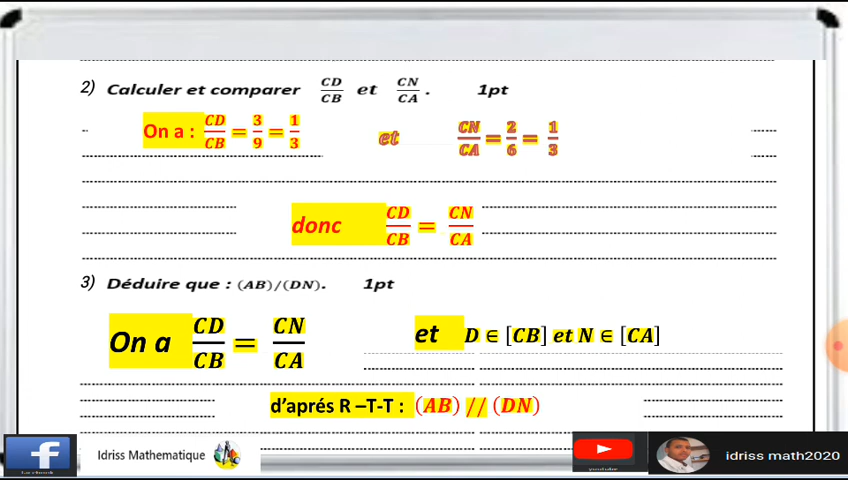 2) Calculer et comparer CD/CB et CN/CA. 1pt
On a : CD/CB = 3/9 = 1/3 et CN/CA = 2/6 = 1/3
donc CD/CB = CN/CA
3) Déduire que : (AB)/(DN). 1pt
On a CD/CB = CN/CA et D ∈ [CB] et N ∈ [CA]
d'aprés R –T-T : (AB) // (DN)
f facebook Idriss Mathematique youtube idriss math2020